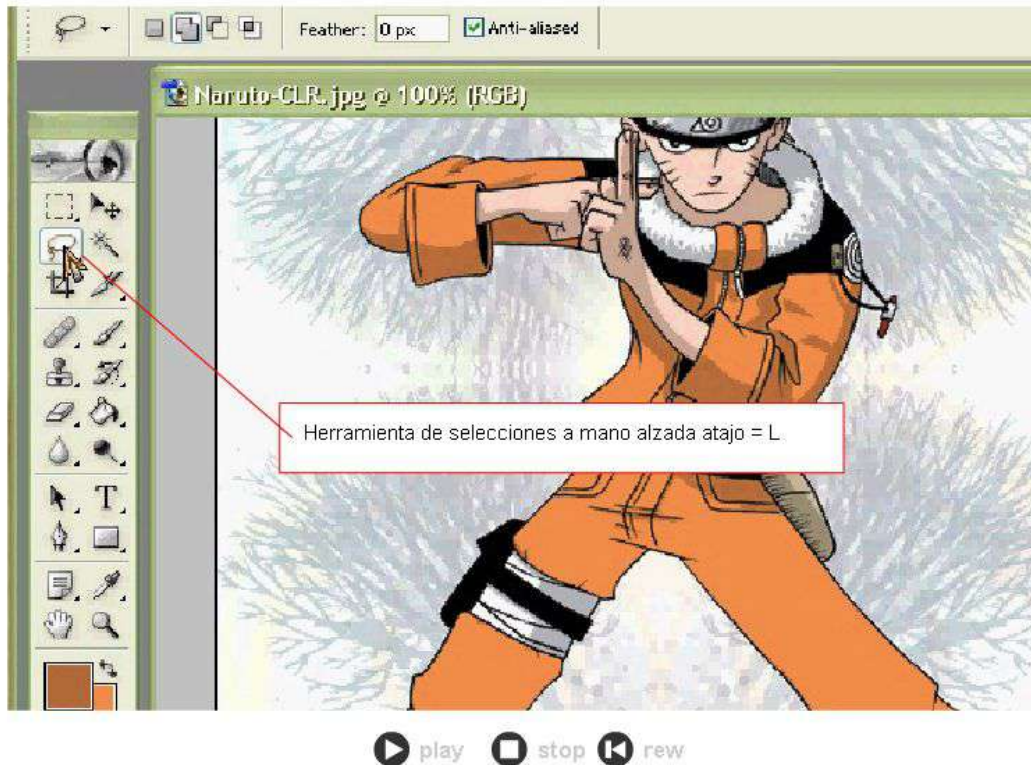 Feather: 0 px Anti-aliased
Naruto-CLR.jpg @ 100% (RGB)
T
Herramienta de selecciones a mano alzada atajo = L
play stop rew